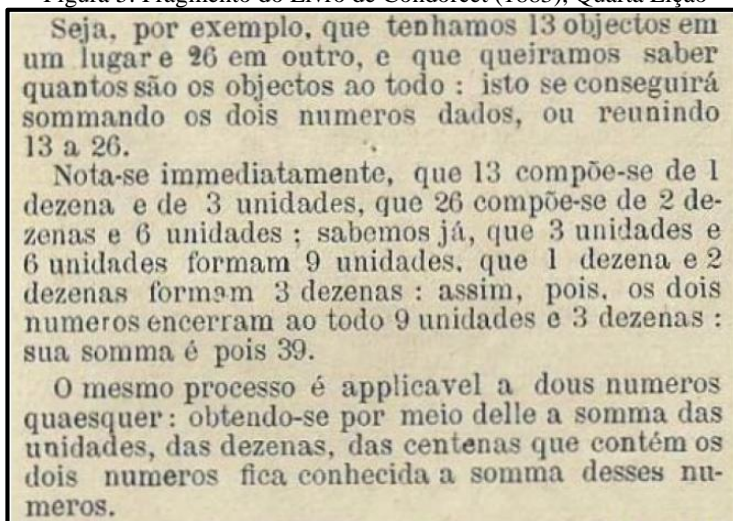 Figura 3: Fragmento do Livro de Condorcet (1883), Quarta Lição
Seja, por exemplo, que tenhamos 13 objectos em
um lugar e 26 em outro, e que queiramos saber
quantos são os objectos ao todo : isto se conseguirá
sommando os dois numeros dados, ou reunindo
13 a 26.
Nota-se immediatamente, que 13 compõe-se de 1
dezena e de 3 unidades, que 26 compõe-se de 2 de-
zenas e 6 unidades ; sabemos já, que 3 unidades e
6 unidades formam 9 unidades, que 1 dezena e 2
dezenas formam 3 dezenas : assim, pois, os dois
numeros encerram ao todo 9 unidades e 3 dezenas :
sua somma é pois 39.
O mesmo processo é applicavel a dous numeros
quaesquer : obtendo-se por meio delle a somma das
unidades, das dezenas, das centenas que contém os
dois numeros fica conhecida a somma desses nu-
meros.